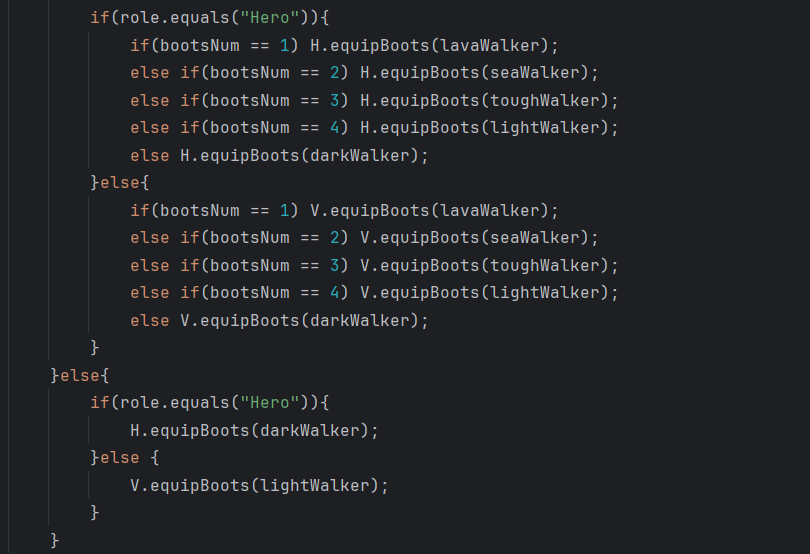 if(role.equals("Hero")){
if(bootsNum == 1) H.equipBoots(lavaWalker);
else if(bootsNum == 2) H.equipBoots(seaWalker);
else if(bootsNum == 3) H.equipBoots(toughWalker);
else if(bootsNum == 4) H.equipBoots(lightWalker);
else H.equipBoots(darkWalker);
}else{
if(bootsNum == 1) V.equipBoots(lavaWalker);
else if(bootsNum == 2) V.equipBoots(seaWalker);
else if(bootsNum == 3) V.equipBoots(toughWalker);
else if(bootsNum == 4) V.equipBoots(lightWalker);
else V.equipBoots(darkWalker);
}
}else{
if(role.equals("Hero")){
H.equipBoots(darkWalker);
}else {
V.equipBoots(lightWalker);
}
}